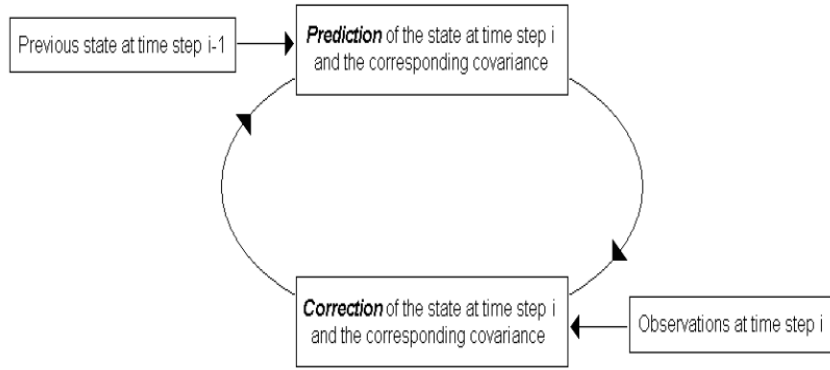 Previous state at time step i-1
Prediction of the state at time step i
and the corresponding covariance
Correction of the state at time step i
and the corresponding covariance
Observations at time step i